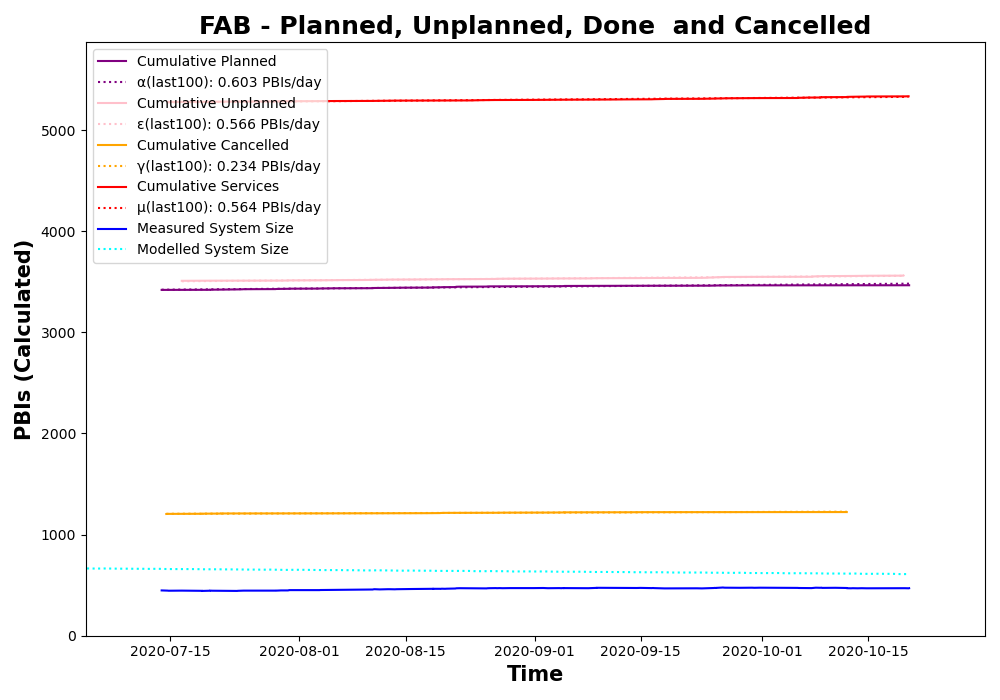 FAB - Planned, Unplanned, Done  and Cancelled
Cumulative Planned
α(last100): 0.603 PBIs/day
Cumulative Unplanned
ε(last100): 0.566 PBIs/day
Cumulative Cancelled
γ(last100): 0.234 PBIs/day
Cumulative Services
μ(last100): 0.564 PBIs/day
Measured System Size
Modelled System Size
PBIs (Calculated)
5000
4000
3000
2000
1000
0
2020-07-15 2020-08-01 2020-08-15 2020-09-01 2020-09-15 2020-10-01 2020-10-15
Time